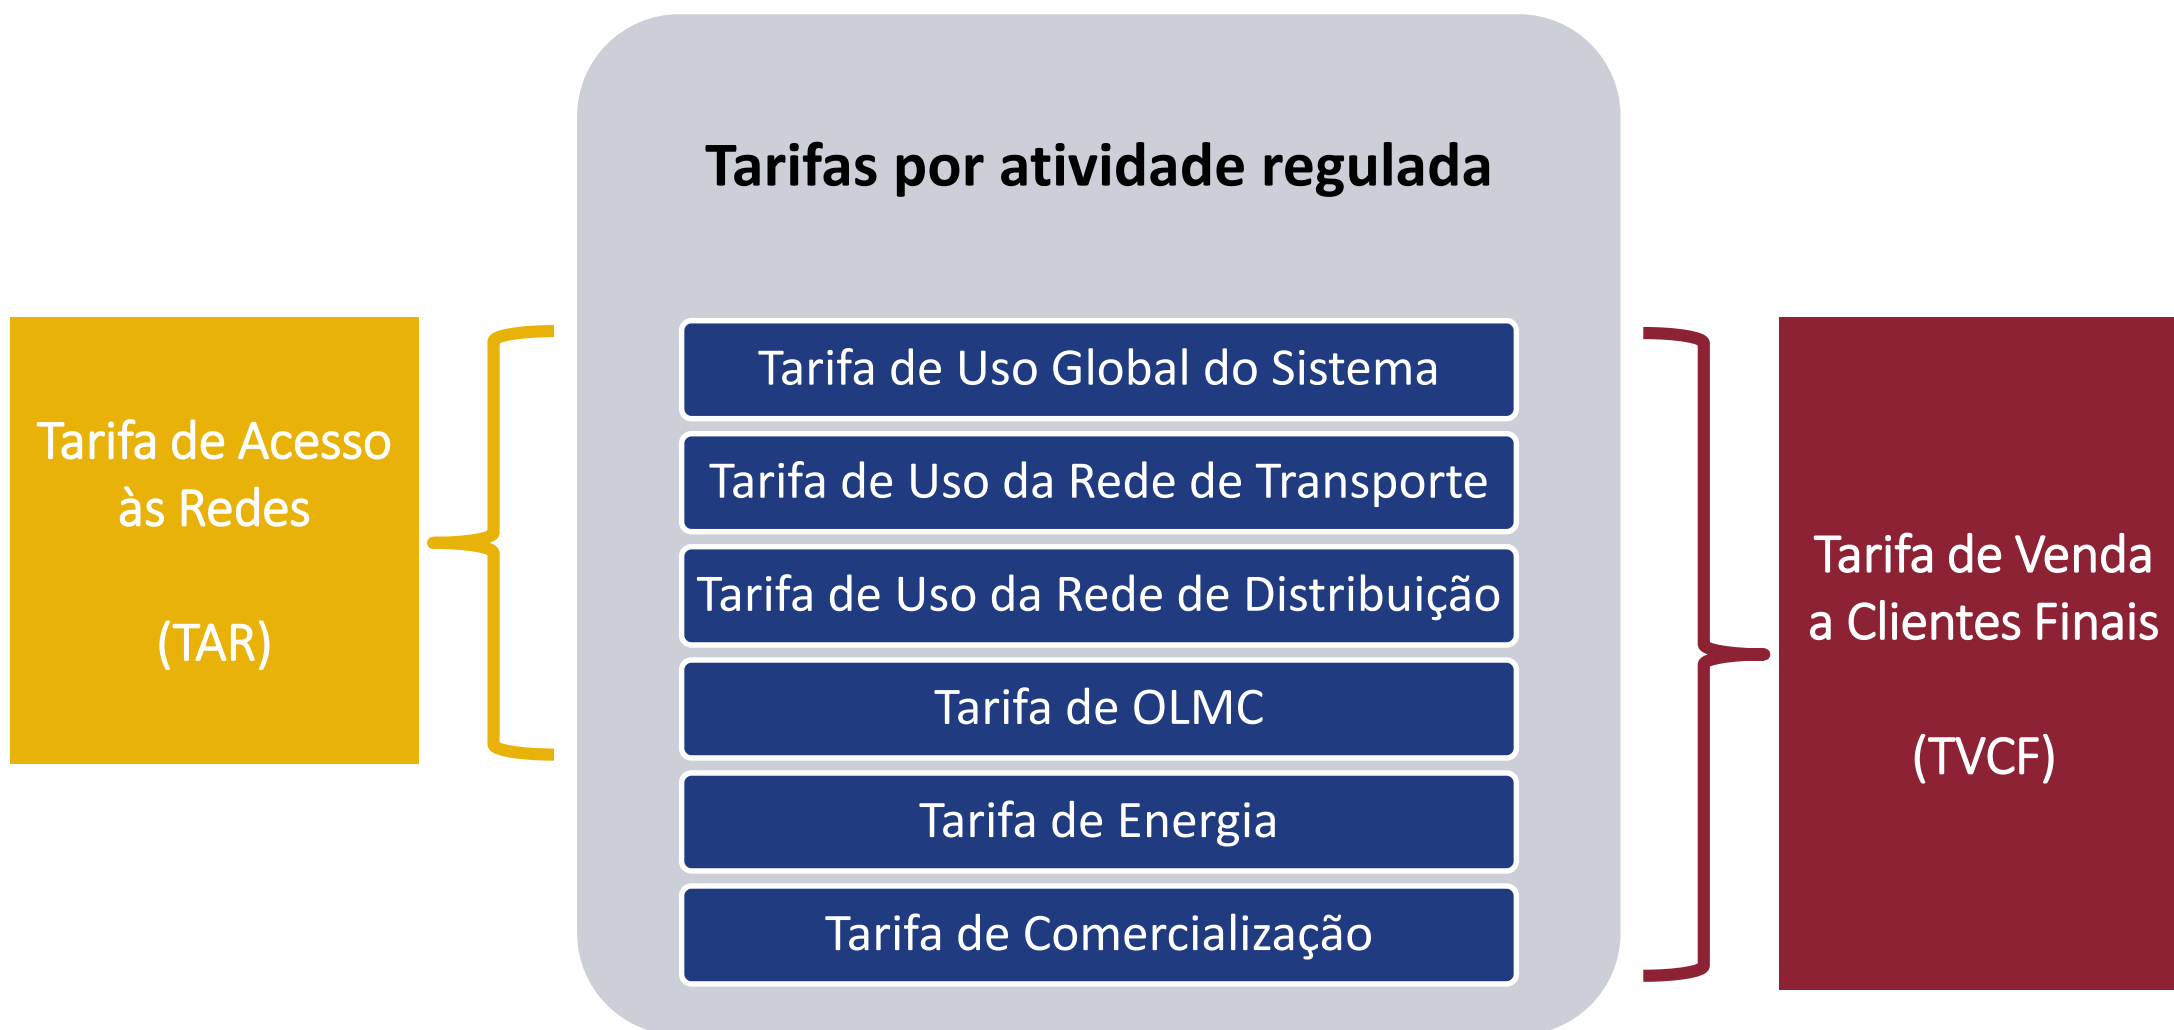 Tarifas por atividade regulada
Tarifa de Acesso
às Redes
(TAR)
Tarifa de Uso Global do Sistema
Tarifa de Uso da Rede de Transporte
Tarifa de Uso da Rede de Distribuição
Tarifa de OLMC
Tarifa de Energia
Tarifa de Comercialização
Tarifa de Venda
a Clientes Finais
(TVCF)